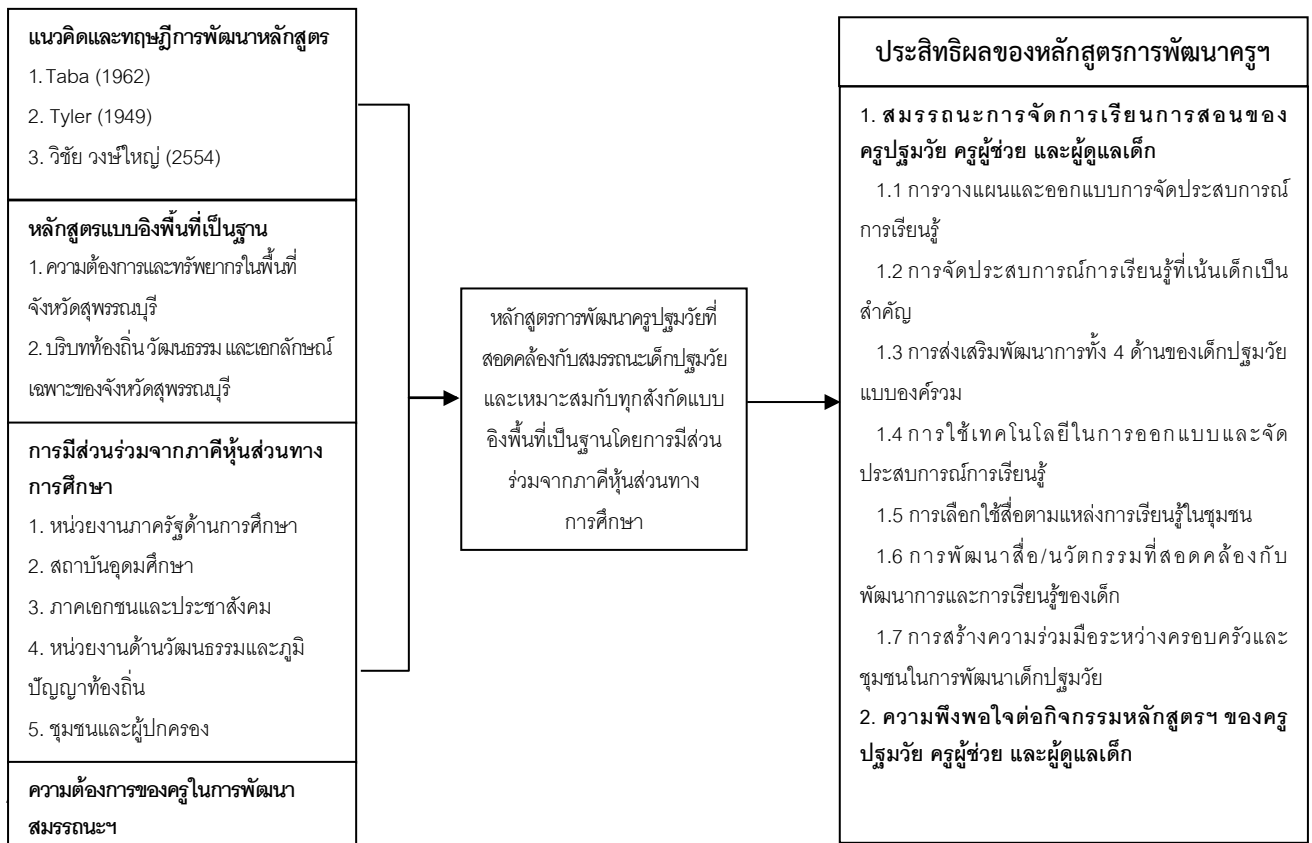 แนวคิดและทฤษฎีการพัฒนาหลักสูตร
1. Taba (1962)
2. Tyler (1949)
3. วิชัย วงษ์ใหญ่ (2554)
หลักสูตรแบบอิงพื้นที่เป็นฐาน
1. ความต้องการและทรัพยากรในพื้นที่
จังหวัดสุพรรณบุรี
2. บริบทท้องถิ่น วัฒนธรรม และเอกลักษณ์
เฉพาะของจังหวัดสุพรรณบุรี
การมีส่วนร่วมจากภาคีหุ้นส่วนทาง
การศึกษา
1. หน่วยงานภาครัฐด้านการศึกษา
2. สถาบันอุดมศึกษา
3. ภาคเอกชนและประชาสังคม
4. หน่วยงานด้านวัฒนธรรมและภูมิ
ปัญญาท้องถิ่น
5. ชุมชนและผู้ปกครอง
ความต้องการของครูในการพัฒนา
สมรรถนะฯ
หลักสูตรการพัฒนาครูปฐมวัยที่
สอดคล้องกับสมรรถนะเด็กปฐมวัย
และเหมาะสมกับทุกสังกัดแบบ
อิงพื้นที่เป็นฐานโดยการมีส่วน
ร่วมจากภาคีหุ้นส่วนทาง
การศึกษา
ประสิทธิผลของหลักสูตรการพัฒนาครูฯ
1. สมรรถนะการจัดการเรียนการสอนของ
ครูปฐมวัย ครูผู้ช่วย และผู้ดูแลเด็ก
1.1 การวางแผนและออกแบบการจัดประสบการณ์
การเรียนรู้
1.2 การจัดประสบการณ์การเรียนรู้ที่เน้นเด็กเป็น
สำคัญ
1.3 การส่งเสริมพัฒนาการทั้ง 4 ด้านของเด็กปฐมวัย
แบบองค์รวม
1.4 การใช้เทคโนโลยีในการออกแบบและจัด
ประสบการณ์การเรียนรู้
1.5 การเลือกใช้สื่อตามแหล่งการเรียนรู้ในชุมชน
1.6 การพัฒนาสื่อ/นวัตกรรมที่สอดคล้องกับ
พัฒนาการและการเรียนรู้ของเด็ก
1.7 การสร้างความร่วมมือระหว่างครอบครัวและ
ชุมชนในการพัฒนาเด็กปฐมวัย
2. ความพึงพอใจต่อกิจกรรมหลักสูตรฯ ของครู
ปฐมวัย ครูผู้ช่วย และผู้ดูแลเด็ก